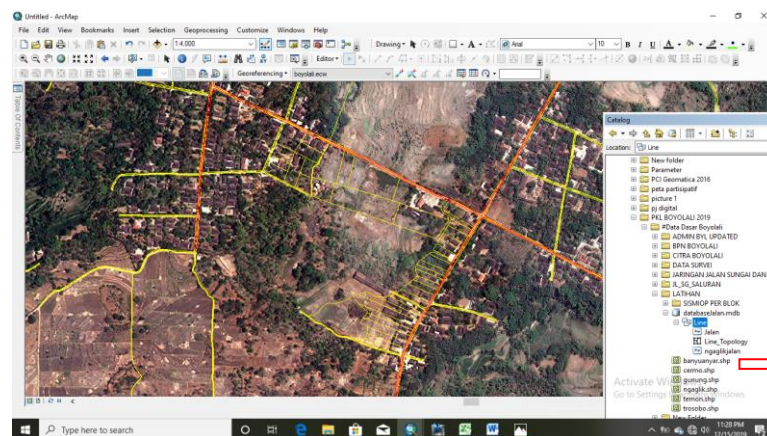 Untitled - ArcMap
File Edit View Bookmarks Insert Selection Geoprocessing Customize Windows Help
1:4,000
Drawing
Arial
10
B I U A
Editor
Georeferencing
boyolali.ecw
Table Of Contents
Catalog
Location: Line
New folder
Parameter
PCI Geomatica 2016
peta partisipatif
picture 1
pj digital
PKL BOYOLALI 2019
#Data Dasar Boyolali
ADMIN BYL UPDATED
BPN BOYOLALI
CITRA BOYOLALI
DATA SURVEI
JARINGAN JALAN SUNGAI DAN
JL_SG_SALURAN
LATIHAN
SISMIOP PER BLOK
databaseJalan.mdb
Line
Jalan
Line_Topology
ngaglikjalan
banyuanyar.shp
cermo.shp
gunung.shp
ngaglik.shp
temon.shp
trosobo.shp
New Folder
Activate Windows
Go to Settings
Type here to search
11:28 PM
12/15/2019